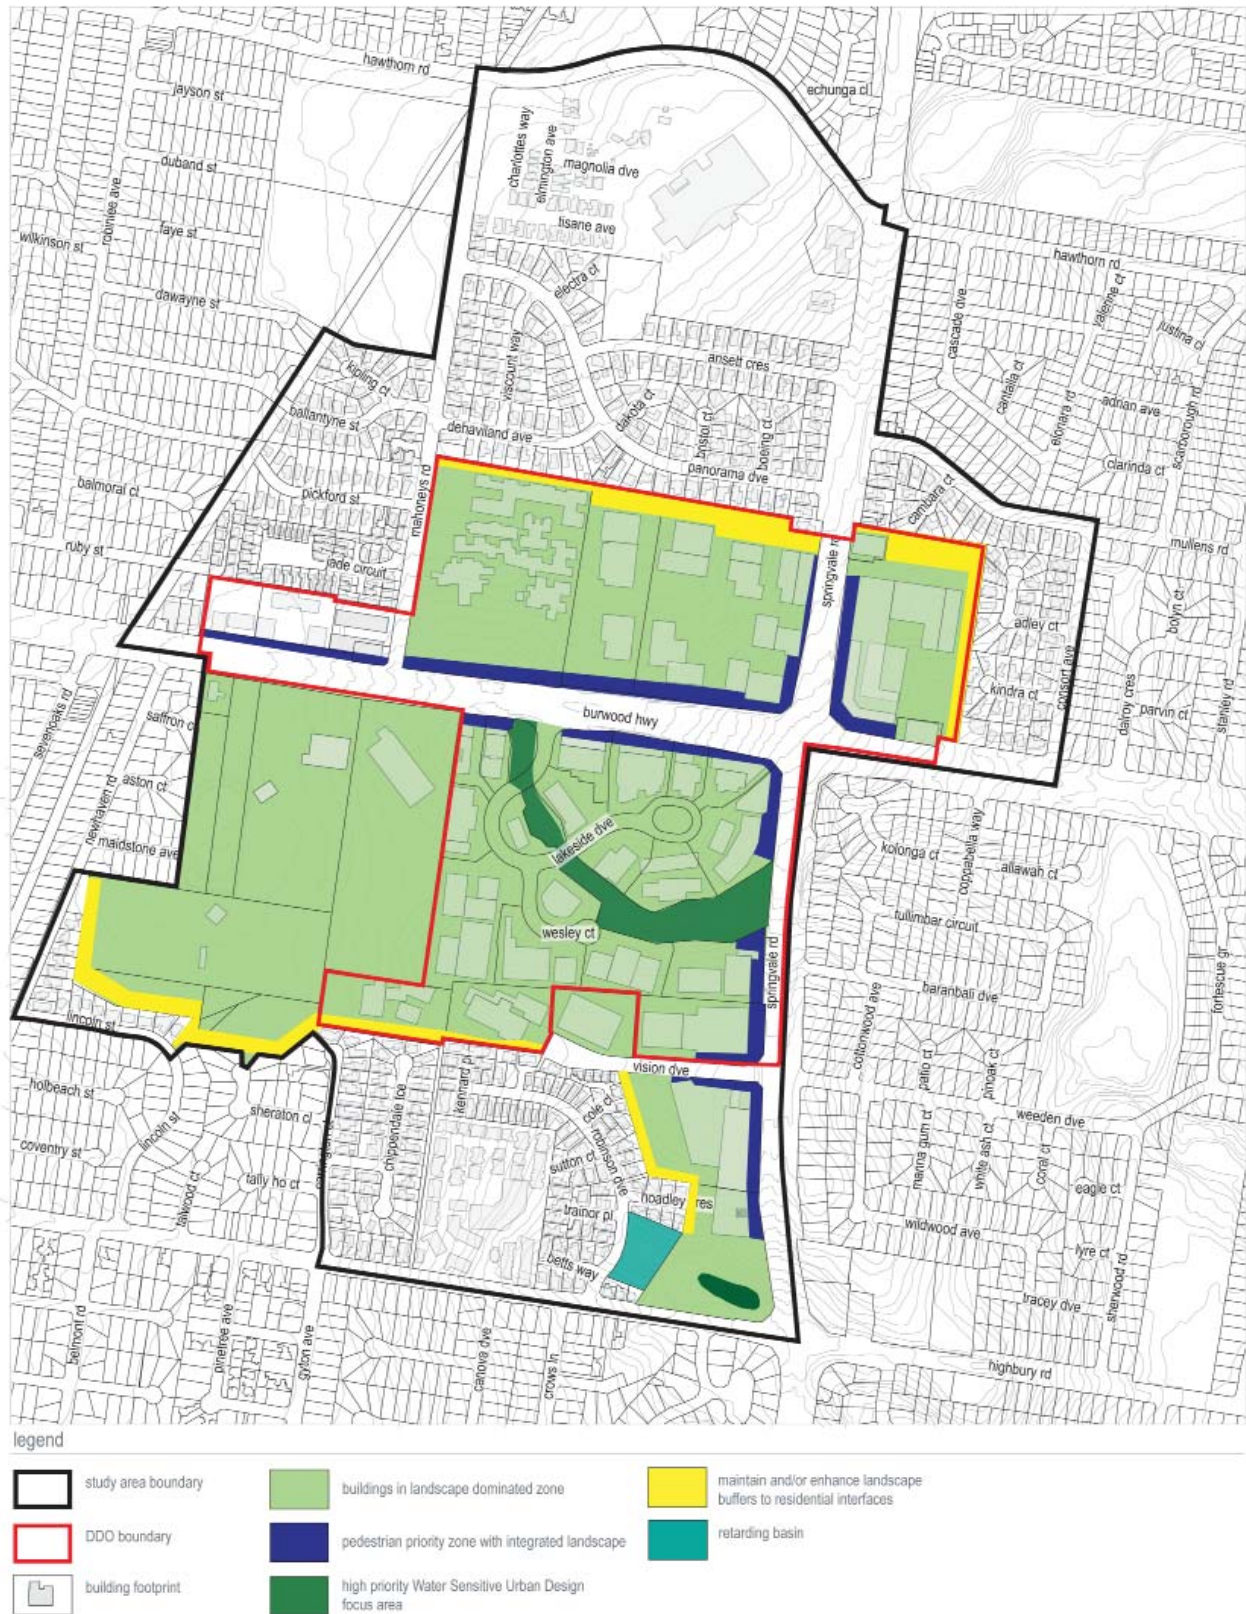 hawthorn rd
jayson st
echunga cl
duband st
charlottes way
elmington ave
magnolia dve
robinlee ave
faye st
tisane ave
wilkinson st
hawthorn rd
dawayne st
electra ct
valerine ct
justina cl
cascade dve
viscount way
ansett cres
kipling ct
cantala ct
adrian ave
scarborough rd
ballantyne st
dakota ct
bristol ct
boeing ct
elonara rd
dehaviland ave
panorama dve
clarinda ct
balmoral ct
pickford st
mahoneys rd
cambara ct
ruby st
jade circuit
springvale rd
mullens rd
bolyn ct
adley ct
consort ave
kindra ct
dalroy cres
parvin ct
stanley rd
sevenoaks rd
saffron c
burwood hwy
newhaven rd
aston ct
maidstone ave
lakeside dve
kolonga ct
coppabella way
allawah ct
tullimbar circuit
wesley ct
springvale rd
fortescue gr
baranbali dve
lincoln st
cottonwood ave
vision dve
patio ct
pinoak ct
holbeach st
kennard pl
cole ct
weeden dve
lincoln st
sheraton cl
chippendale tce
robinson dve
coventry st
sutton ct
manna gum ct
white ash ct
coral ct
eagle ct
tally ho ct
talwood ct
hoadley
res
trainor pl
wildwood ave
betts way
lyre ct
tracey dve
sherwood rd
belmont rd
pinetree ave
gyton ave
canova dve
crows ln
highbury rd
legend
study area boundary
buildings in landscape dominated zone
maintain and/or enhance landscape
buffers to residential interfaces
DDO boundary
pedestrian priority zone with integrated landscape
retarding basin
building footprint
high priority Water Sensitive Urban Design
focus area